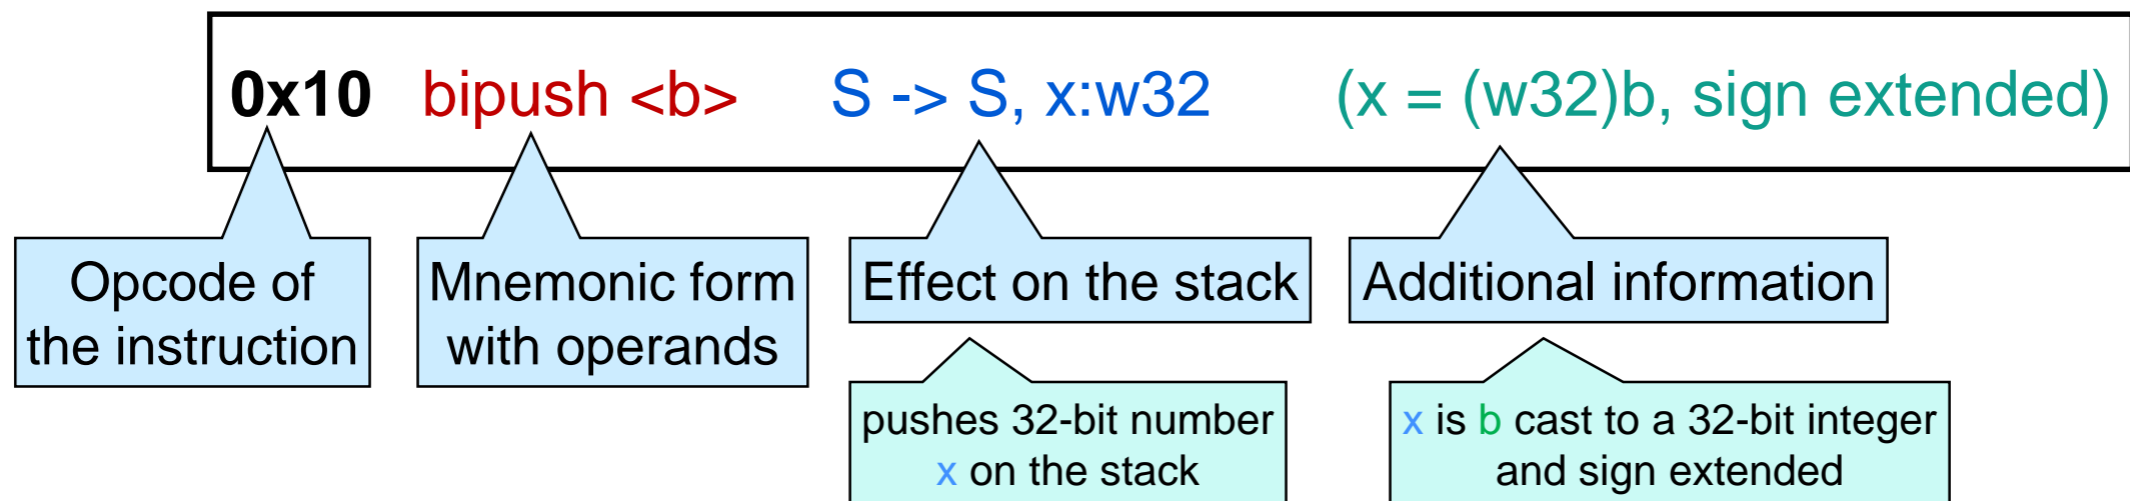 0x10 bipush <b> S -> S, x:w32 (x = (w32)b, sign extended)
Opcode of
the instruction
Mnemonic form
with operands
Effect on the stack
Additional information
pushes 32-bit number
x on the stack
x is b cast to a 32-bit integer
and sign extended